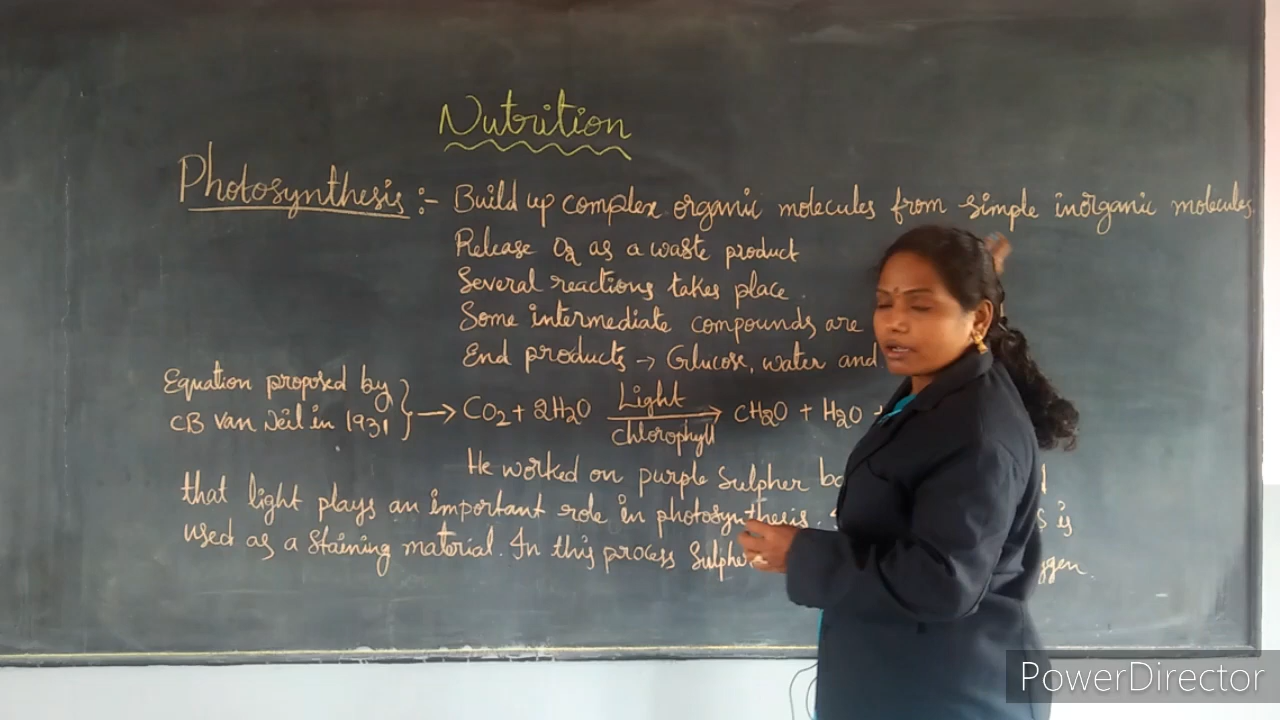 Nutrition
Photosynthesis :- Build up complex organic molecules from simple inorganic molecules.
Release O2 as a waste product
Several reactions takes place.
Some intermediate compounds are
End products → Glucose, water and
Equation proposed by
CB Van Neil in 1931 } → CO2 + 2H2O Light Chlorophyll → CH2O + H2O +
He worked on purple Sulpher
that light plays an important role in photosynthesis. is
used as a Staining material. In this process Sulpher
PowerDirector